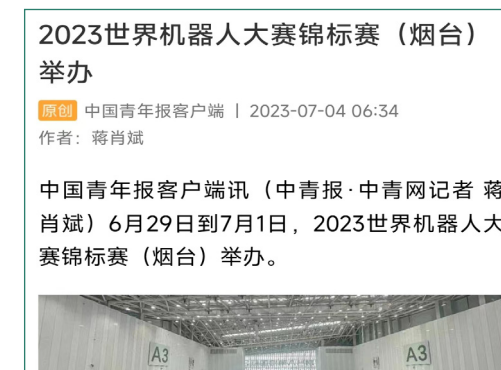 2023世界机器人大赛锦标赛（烟台）
举办
原创 中国青年报客户端 | 2023-07-04 06:34
作者：蒋肖斌
中国青年报客户端讯（中青报·中青网记者 蒋
肖斌）6月29日到7月1日，2023世界机器人大
赛锦标赛（烟台）举办。
A3
A3